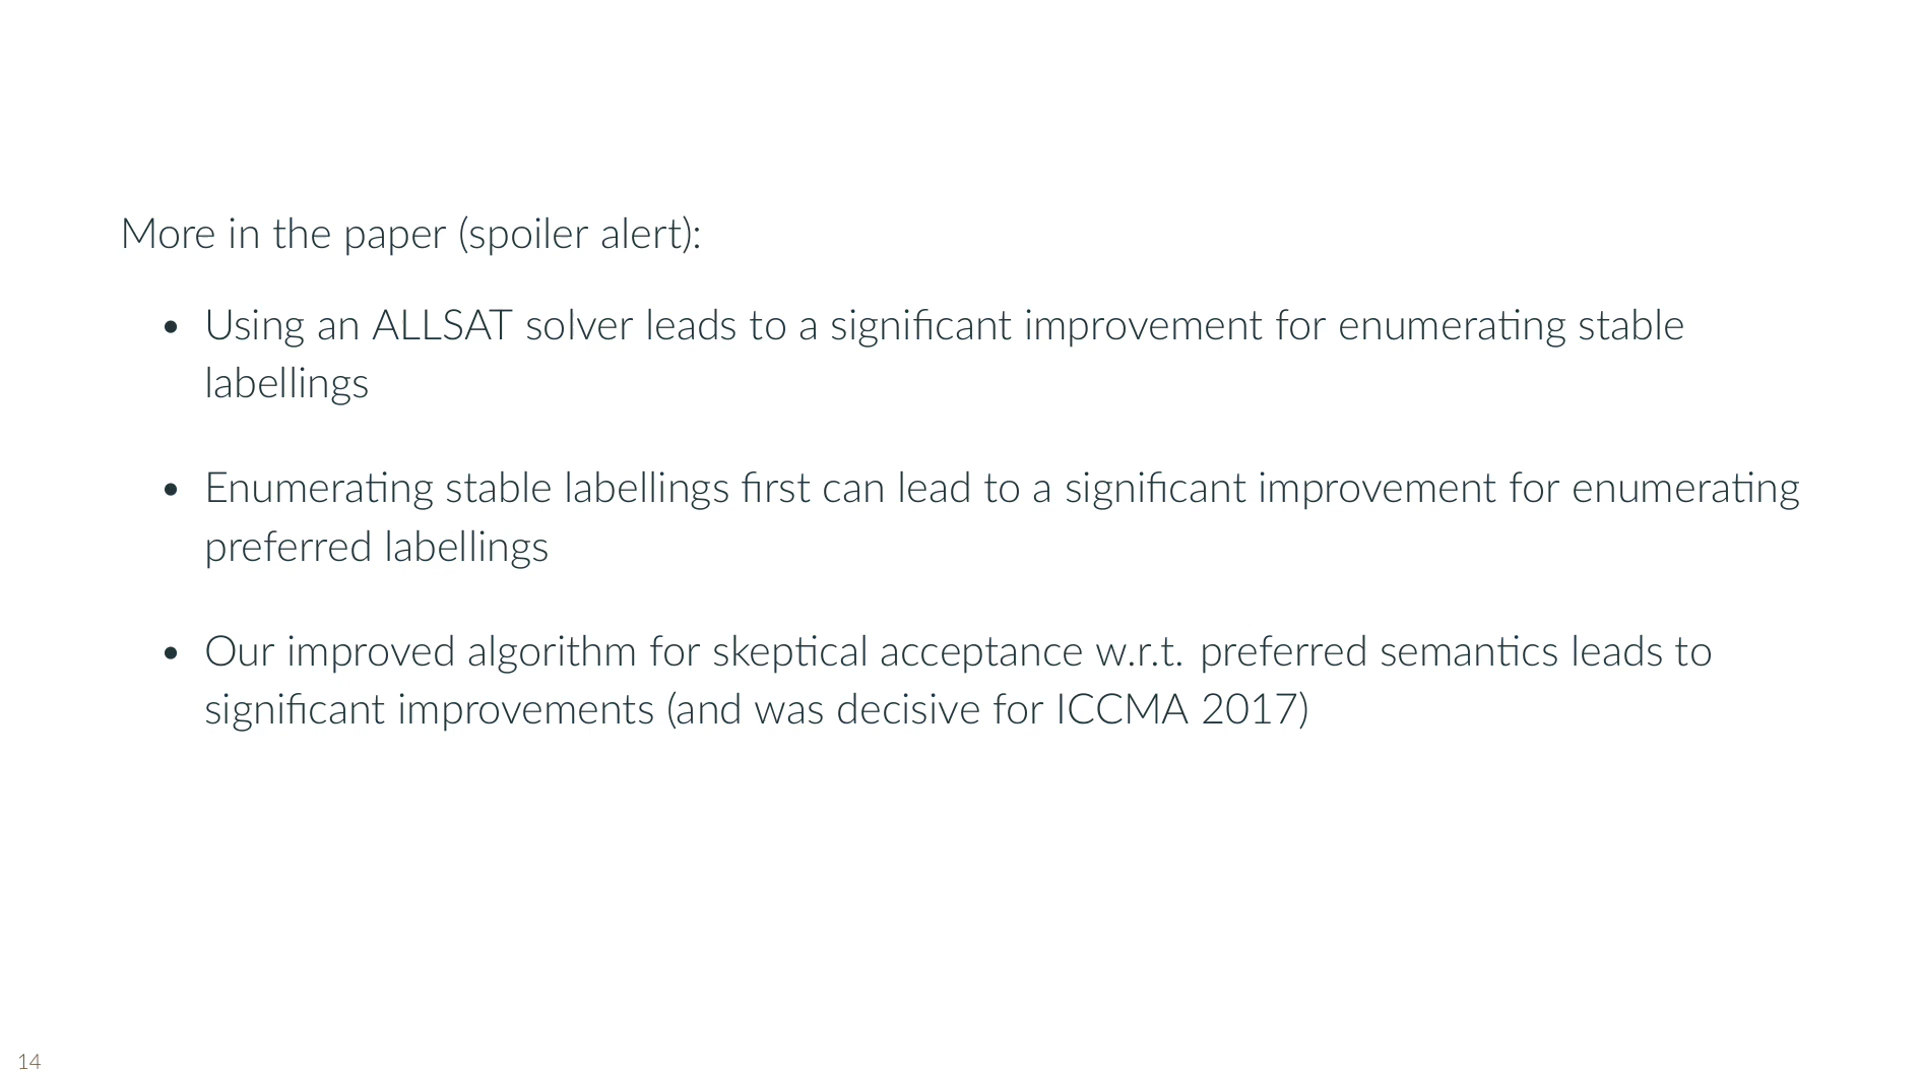 More in the paper (spoiler alert):
• Using an ALLSAT solver leads to a significant improvement for enumerating stable
labellings
• Enumerating stable labellings first can lead to a significant improvement for enumerating
preferred labellings
• Our improved algorithm for skeptical acceptance w.r.t. preferred semantics leads to
significant improvements (and was decisive for ICCMA 2017)
14